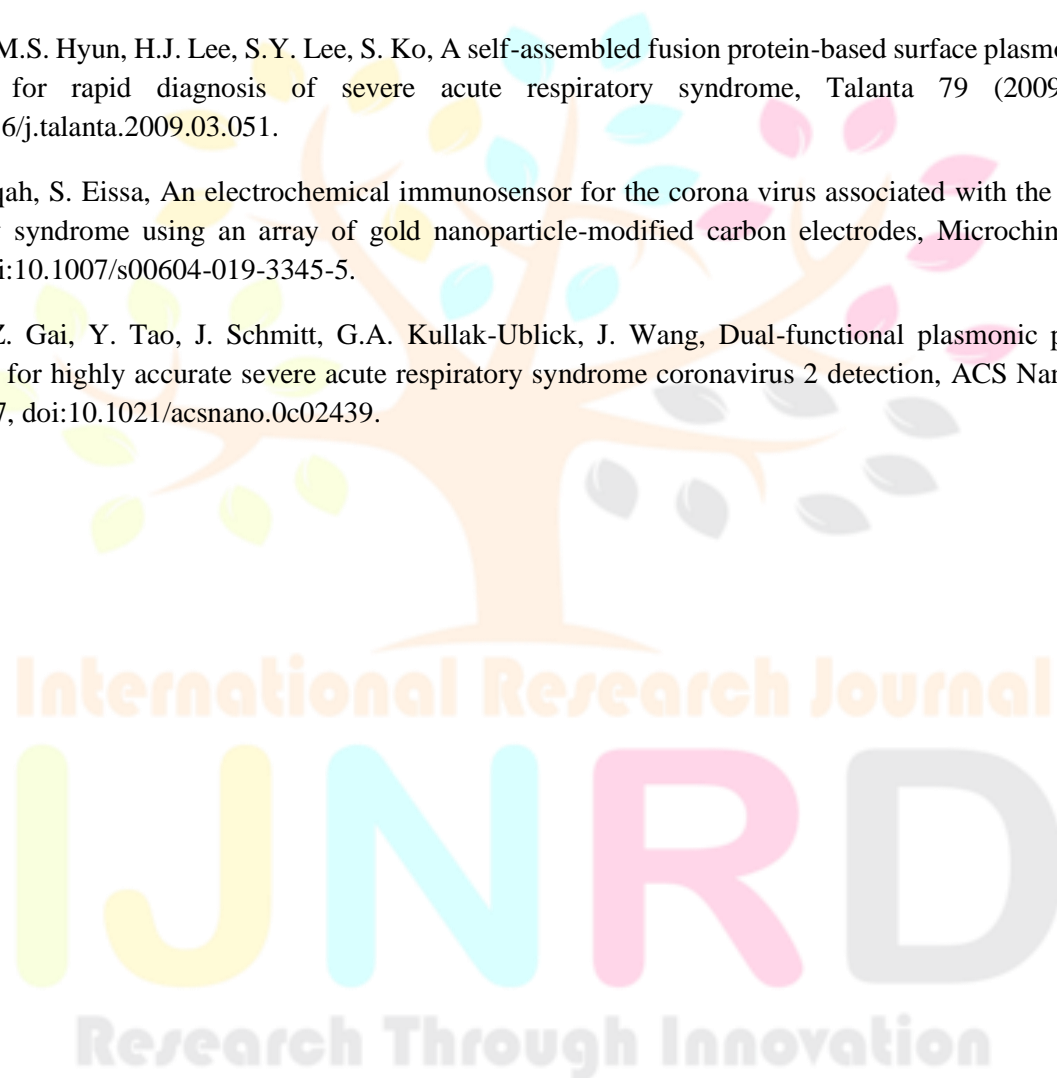 M.S. Hyun, H.J. Lee, S.Y. Lee, S. Ko, A self-assembled fusion protein-based surface plasmo
for rapid diagnosis of severe acute respiratory syndrome, Talanta 79 (2009
6/j.talanta.2009.03.051.
qah, S. Eissa, An electrochemical immunosensor for the corona virus associated with the
syndrome using an array of gold nanoparticle-modified carbon electrodes, Microchim
i:10.1007/s00604-019-3345-5.
Z. Gai, Y. Tao, J. Schmitt, G.A. Kullak-Ublick, J. Wang, Dual-functional plasmonic p
for highly accurate severe acute respiratory syndrome coronavirus 2 detection, ACS Nan
7, doi:10.1021/acsnano.0c02439.
International Research Journal
IJNRD
Research Through Innovation